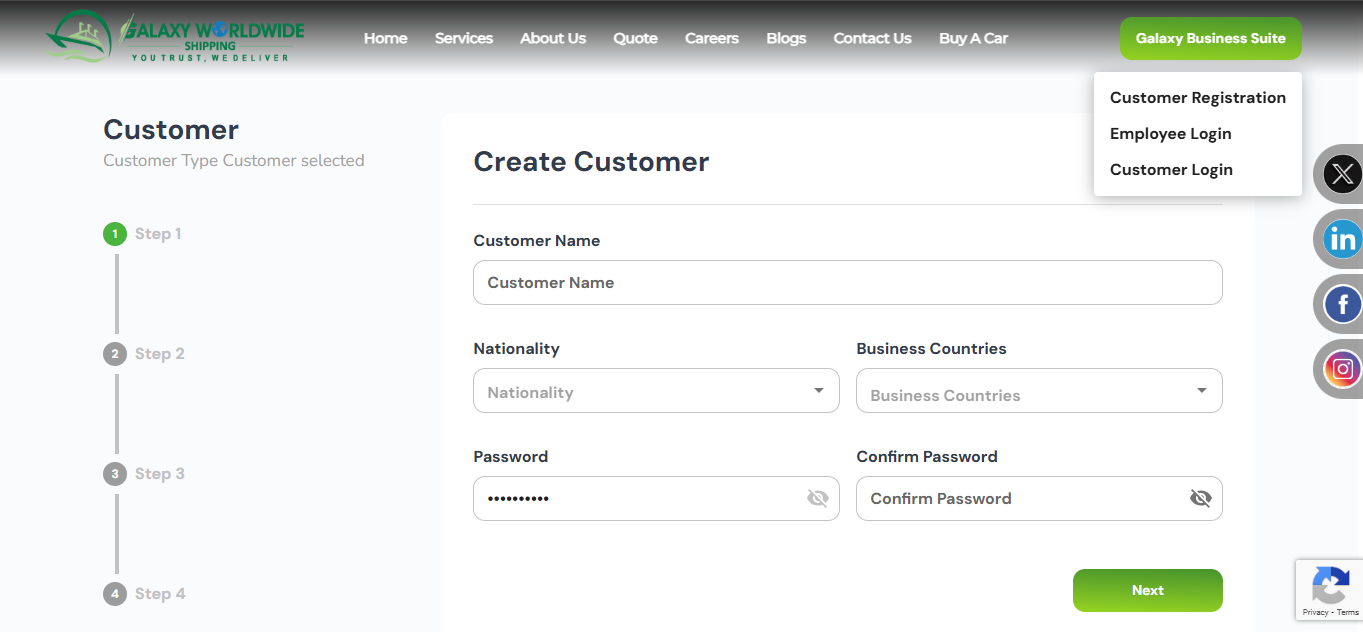 GALAXY WORLDWIDE
SHIPPING
YOU TRUST, WE DELIVER
Home Services About Us Quote Careers Blogs Contact Us Buy A Car
Galaxy Business Suite
Customer Registration
Employee Login
Customer Login
Customer
Customer Type Customer selected
1 Step 1
2 Step 2
3 Step 3
4 Step 4
Create Customer
Customer Name
Customer Name
Nationality Business Countries
Nationality Business Countries
Password Confirm Password
•••••••••• Confirm Password
Next
X
in
f
Privacy - Terms